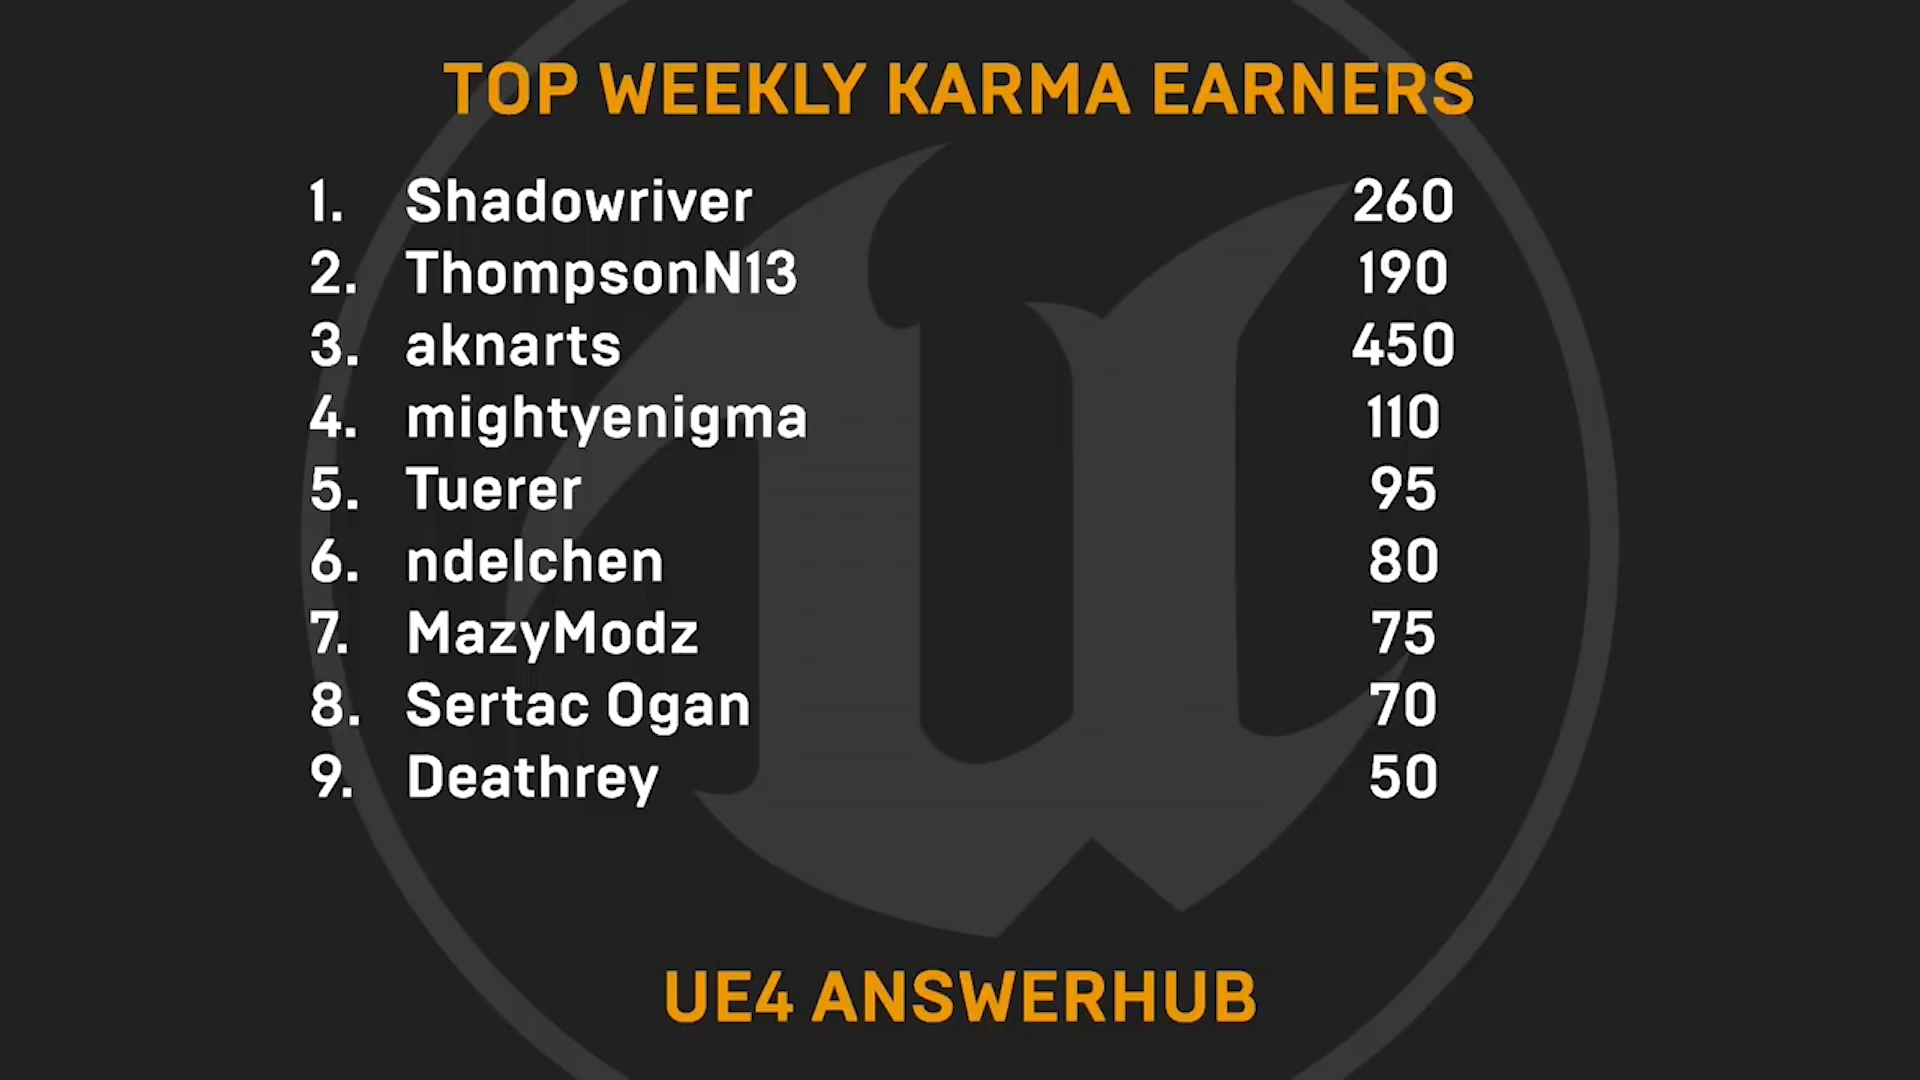 TOP WEEKLY KARMA EARNERS
1. Shadowriver 260
2. ThompsonN13 190
3. aknarts 450
4. mightyenigma 110
5. Tuerer 95
6. ndelchen 80
7. MazyModz 75
8. Sertac Ogan 70
9. Deathrey 50
UE4 ANSWERHUB